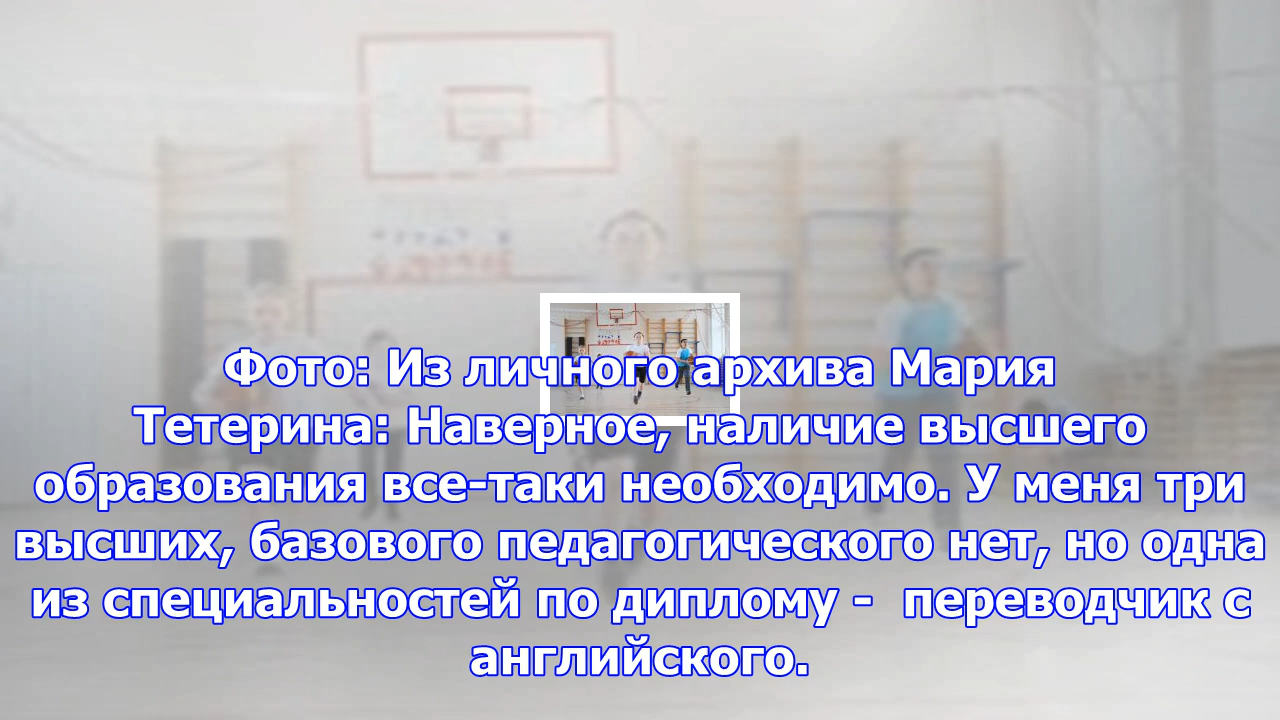 Фото: Из личного архива Мария
Тетерина: Наверное, наличие высшего
образования все-таки необходимо. У меня три
высших, базового педагогического нет, но одна
из специальностей по диплому -  переводчик с
английского.